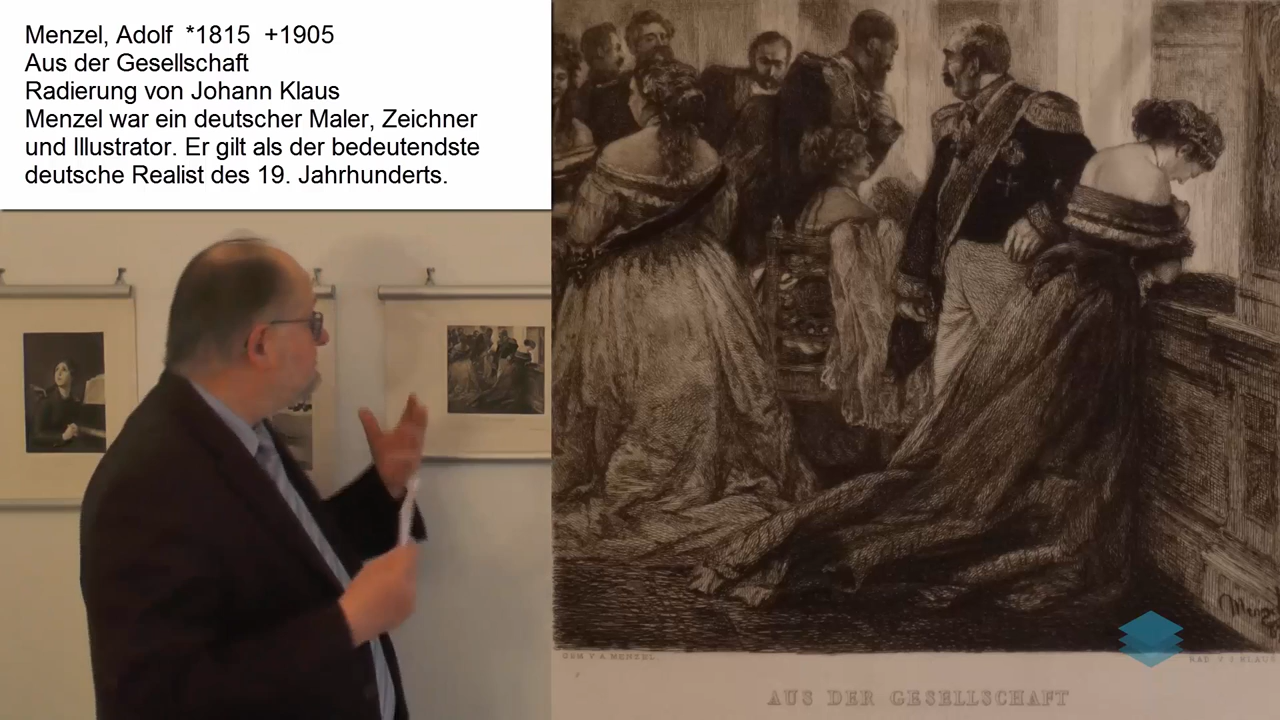 Menzel, Adolf  *1815  +1905
Aus der Gesellschaft
Radierung von Johann Klaus
Menzel war ein deutscher Maler, Zeichner
und Illustrator. Er gilt als der bedeutendste
deutsche Realist des 19. Jahrhunderts.
Menzel
GEM. V. A. MENZEL.
RAD. V. J. KLAUS
AUS DER GESELLSCHAFT